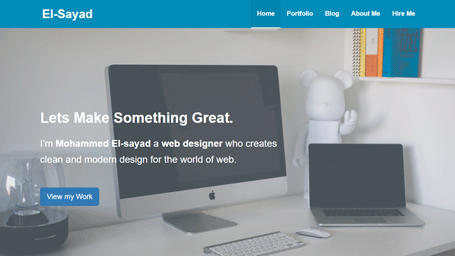 El-Sayad
Home Portfolio Blog About Me Hire Me
Lets Make Something Great.
I'm Mohammed El-sayad a web designer who creates
clean and modern design for the world of web.
View my Work